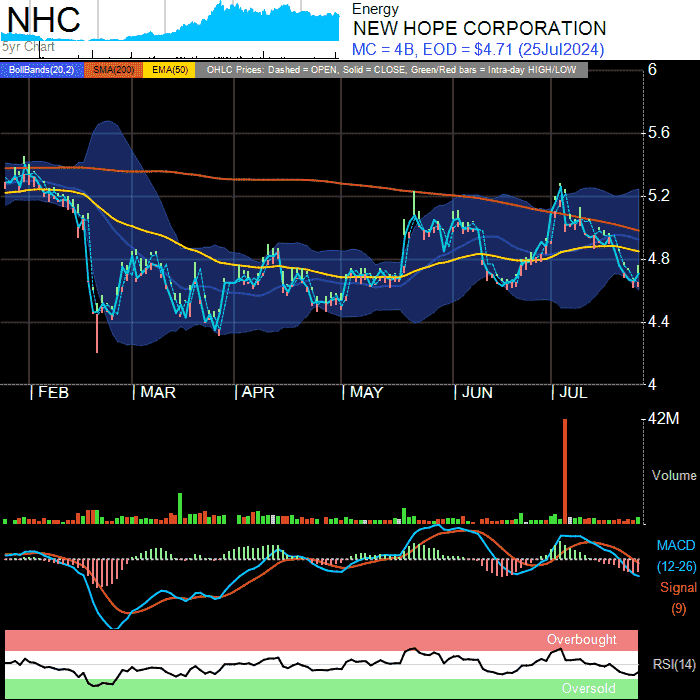 NHC
5yr Chart
Energy
NEW HOPE CORPORATION
MC = 4B, EOD = $4.71 (25Jul2024)
BollBands(20,2) SMA(200) EMA(50) OHLC Prices: Dashed = OPEN, Solid = CLOSE, Green/Red bars = Intra-day HIGH/LOW
6
5.6
5.2
4.8
4.4
4
FEB MAR APR MAY JUN JUL
42M
Volume
MACD
(12-26)
Signal
(9)
Overbought
RSI(14)
Oversold